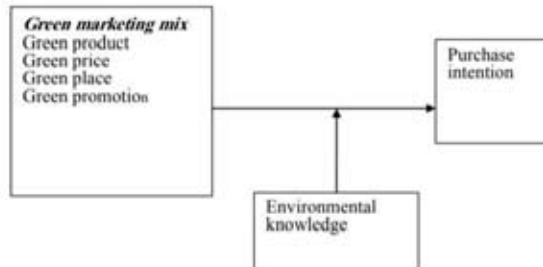 Green marketing mix
Green product
Green price
Green place
Green promotion
Purchase
intention
Environmental
knowledge